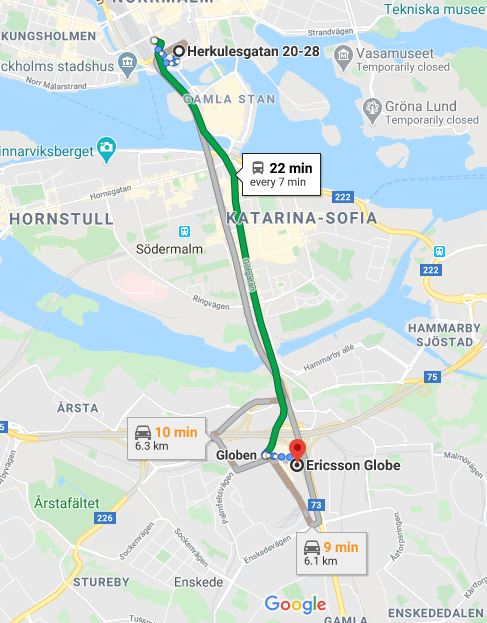 NORRMALM
Tekniska museet
Strandvägen
KUNGSHOLMEN
Herkulesgatan 20-28
Vasamuseet
Temporarily closed
ckholms stadshus
Norr Mälarstrand
GAMLA STAN
Gröna Lund
Temporarily closed
innarviksberget
22 min
every 7 min
Hornsgatan
222
HORNSTULL
KATARINA-SOFIA
Södermalm
Götgatan
222
Ringvägen
HAMMARBY
SJÖSTAD
Hammarby allé
75
ÅRSTA
10 min
6.3 km
Globen
Ericsson Globe
Malmövägen
Palmfeltsvägen
Årstafältet
73
226
Sockenvägen
Sockenvägen
Enskedevägen
9 min
6.1 km
STUREBY
Enskede
Google
ENSKEDEDALEN
GAMLA